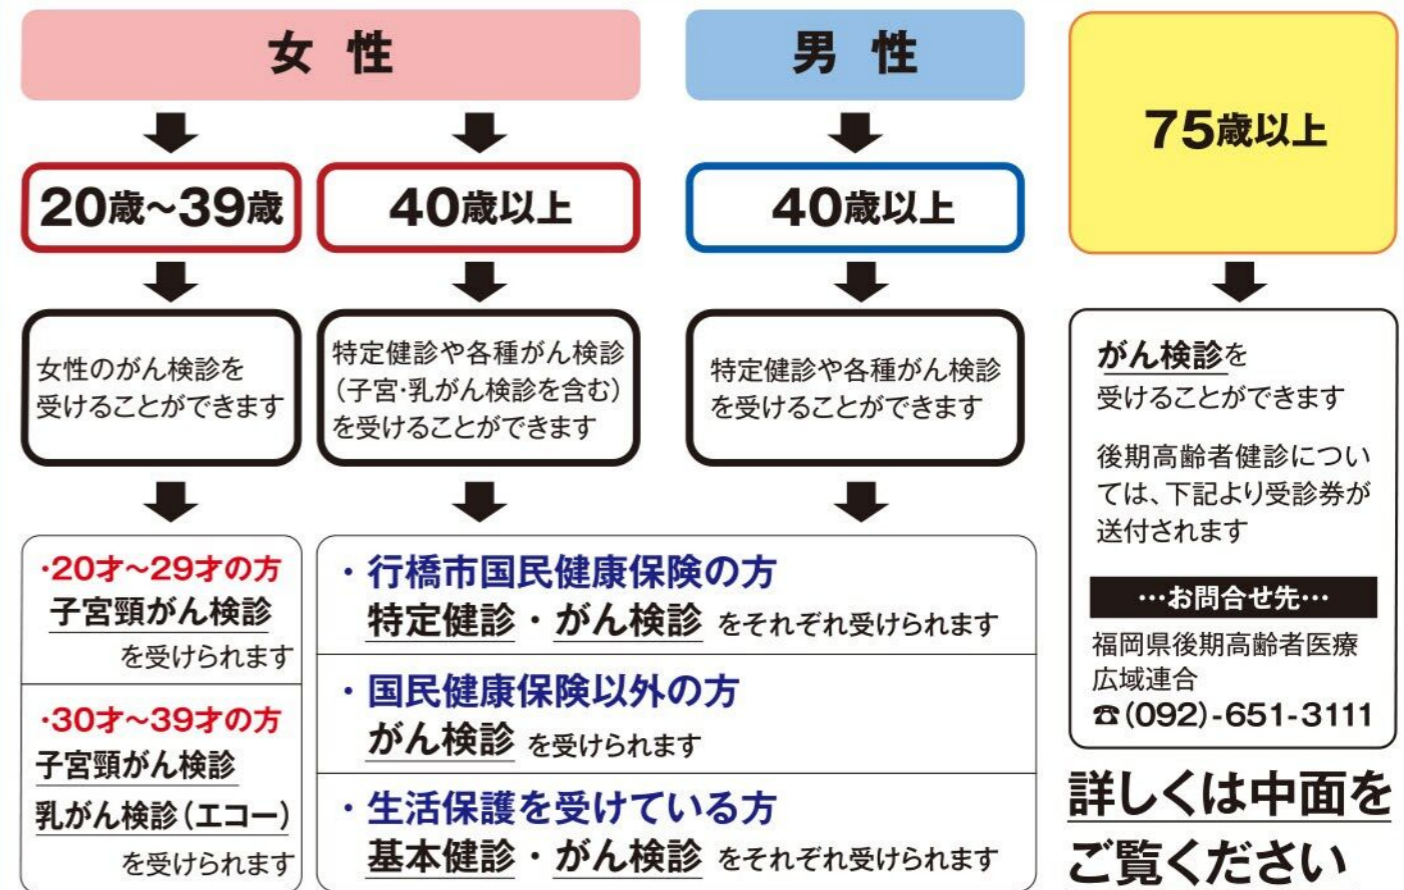 女性
20歳～39歳
女性のがん検診を
受けることができます
・20才～29才の方
子宮頸がん検診
を受けられます
・30才～39才の方
子宮頸がん検診
乳がん検診(エコー)
を受けられます
40歳以上
特定健診や各種がん検診
(子宮・乳がん検診を含む)
を受けることができます
男性
40歳以上
特定健診や各種がん検診
を受けることができます
・行橋市国民健康保険の方
特定健診・がん検診 をそれぞれ受けられます
・国民健康保険以外の方
がん検診 を受けられます
・生活保護を受けている方
基本健診・がん検診 をそれぞれ受けられます
75歳以上
がん検診を
受けることができます
後期高齢者健診につい
ては、下記より受診券が
送付されます
…お問合せ先…
福岡県後期高齢者医療
広域連合
☎(092)-651-3111
詳しくは中面を
ご覧ください